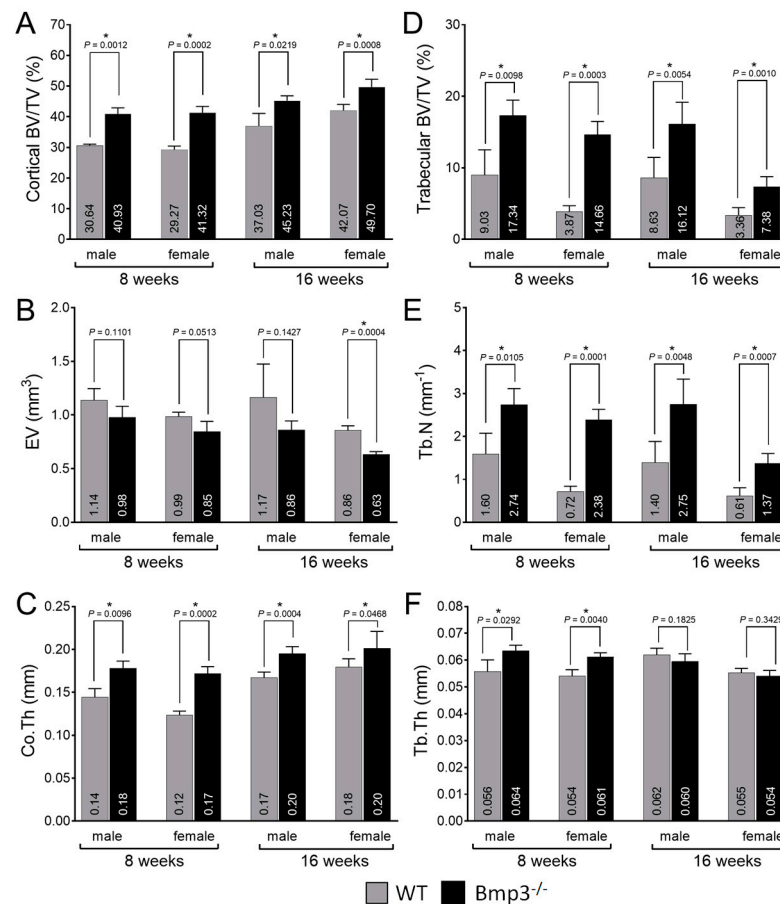 A
Cortical BV/TV (%)
70
60
50
40
30
20
10
0
*
P = 0.0012
*
P = 0.0002
*
P = 0.0219
*
P = 0.0008
30.64
40.93
29.27
41.32
37.03
45.23
42.07
49.70
male
female
male
female
8 weeks
16 weeks
D
Trabecular BV/TV (%)
30
20
10
0
*
P = 0.0098
*
P = 0.0003
*
P = 0.0054
*
P = 0.0010
9.03
17.34
3.87
14.66
8.63
16.12
3.36
7.38
male
female
male
female
8 weeks
16 weeks
B
EV (mm³)
2.0
1.5
1.0
0.5
0.0
P = 0.1101
P = 0.0513
P = 0.1427
*
P = 0.0004
1.14
0.98
0.99
0.85
1.17
0.86
0.86
0.63
male
female
male
female
8 weeks
16 weeks
E
Tb.N (mm⁻¹)
5
4
3
2
1
0
*
P = 0.0105
*
P = 0.0001
*
P = 0.0048
*
P = 0.0007
1.60
2.74
0.72
2.38
1.40
2.75
0.61
1.37
male
female
male
female
8 weeks
16 weeks
C
Co.Th (mm)
0.25
0.20
0.15
0.10
0.05
0.00
*
P = 0.0096
*
P = 0.0002
*
P = 0.0004
*
P = 0.0468
0.14
0.18
0.12
0.17
0.17
0.20
0.18
0.20
male
female
male
female
8 weeks
16 weeks
F
Tb.Th (mm)
0.08
0.07
0.06
0.05
0.04
0.03
0.02
0.01
0.00
*
P = 0.0292
*
P = 0.0040
P = 0.1825
P = 0.3429
0.056
0.064
0.054
0.061
0.062
0.060
0.055
0.054
male
female
male
female
8 weeks
16 weeks
WT
Bmp3⁻/⁻